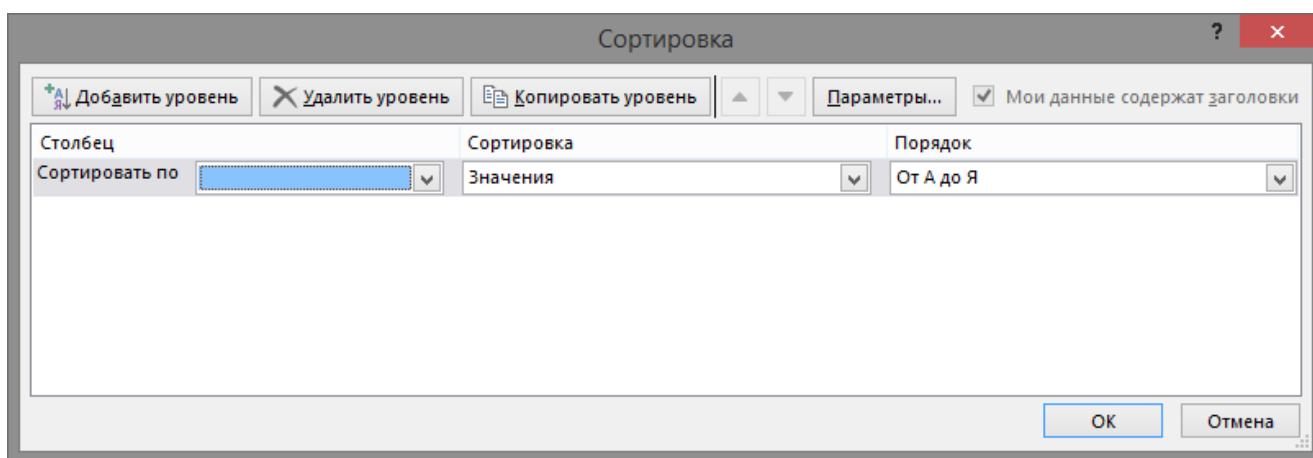 Сортировка
?
Добавить уровень Удалить уровень Копировать уровень Параметры... Мои данные содержат заголовки
Столбец Сортировка Порядок
Сортировать по Значения От А до Я
ОК Отмена